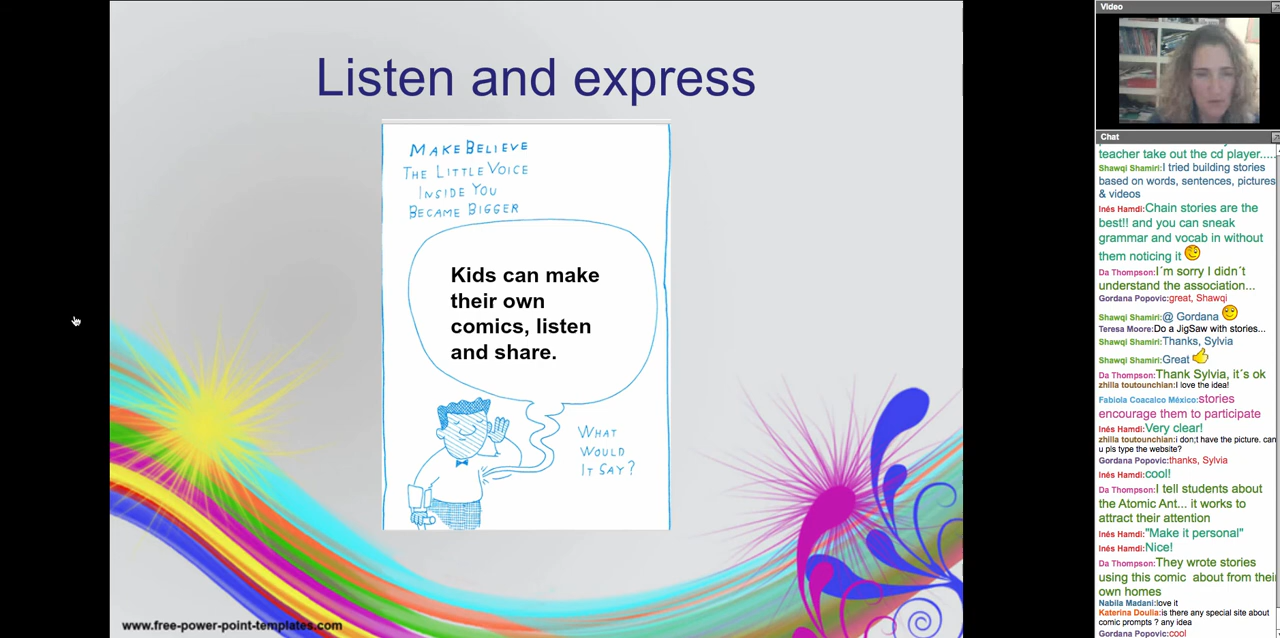 Listen and express
MAKE BELIEVE
THE LITTLE VOICE
INSIDE YOU
BECAME BIGGER
Kids can make
their own
comics, listen
and share.
WHAT
WOULD
IT SAY?
www.free-power-point-templates.com
Video
Chat
teacher take out the cd player.....
Shawqi Shamiri:I tried building stories
based on words, sentences, pictures
& videos
Inés Hamdi:Chain stories are the
best!! and you can sneak
grammar and vocab in without
them noticing it
Da Thompson:I´m sorry I didn´t
understand the association...
Gordana Popovic:great, Shawqi
Shawqi Shamiri:@ Gordana
Teresa Moore:Do a JigSaw with stories...
Shawqi Shamiri:Thanks, Sylvia
Shawqi Shamiri:Great
Da Thompson:Thank Sylvia, it´s ok
zhilla toutounchian:I love the idea!
Fabiola Coacalco México:stories
encourage them to participate
Inés Hamdi:Very clear!
zhilla toutounchian:i don;t have the picture. can
u pls type the website?
Gordana Popovic:thanks, Sylvia
Inés Hamdi:cool!
Da Thompson:I tell students about
the Atomic Ant... it works to
attract their attention
Inés Hamdi:"Make it personal"
Inés Hamdi:Nice!
Da Thompson:They wrote stories
using this comic about from their
own homes
Nabila Madani:love it
Katerina Doulia:is there any special site about
comic prompts ? any idea
Gordana Popovic:cool